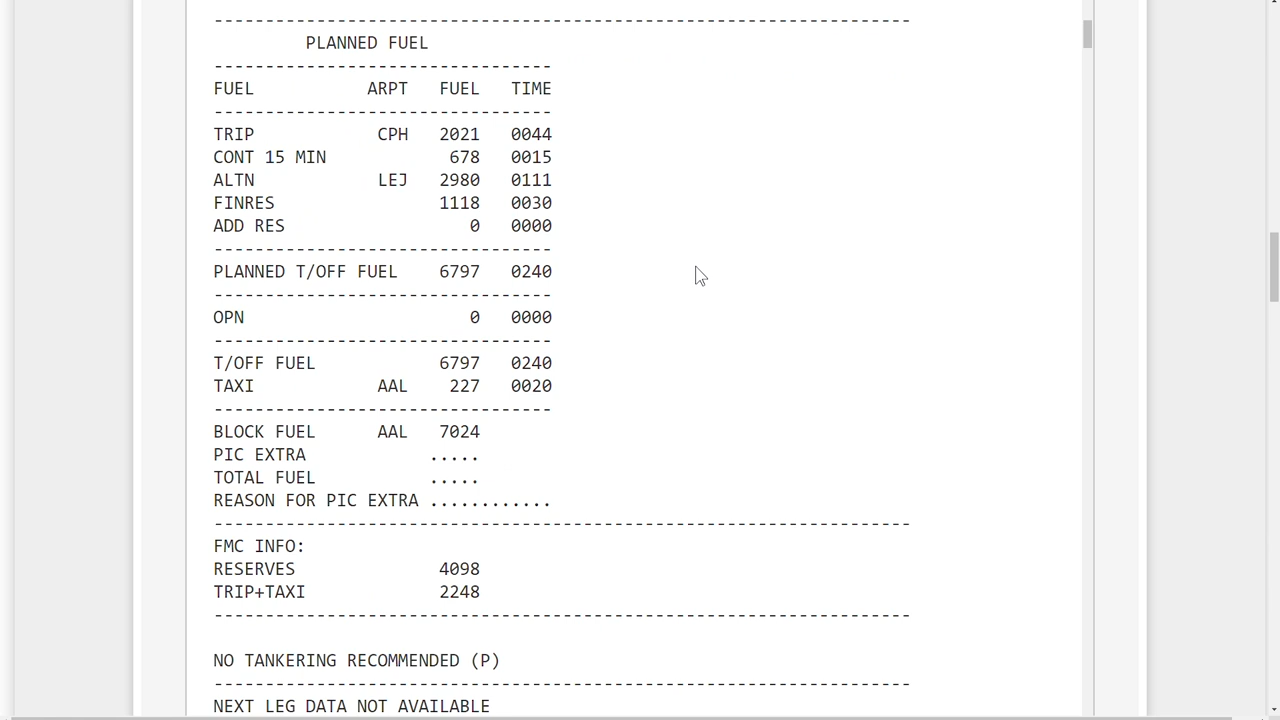 --------------------------------------------------------------------
         PLANNED FUEL
---------------------------------
FUEL           ARPT   FUEL   TIME
---------------------------------
TRIP            CPH   2021   0044
CONT 15 MIN            678   0015
ALTN            LEJ   2980   0111
FINRES                1118   0030
ADD RES                  0   0000
---------------------------------
PLANNED T/OFF FUEL    6797   0240
---------------------------------
OPN                      0   0000
---------------------------------
T/OFF FUEL            6797   0240
TAXI            AAL    227   0020
---------------------------------
BLOCK FUEL      AAL   7024
PIC EXTRA            .....
TOTAL FUEL           .....
REASON FOR PIC EXTRA ............
--------------------------------------------------------------------
FMC INFO:
RESERVES              4098
TRIP+TAXI             2248
--------------------------------------------------------------------
NO TANKERING RECOMMENDED (P)
--------------------------------------------------------------------
NEXT LEG DATA NOT AVAILABLE